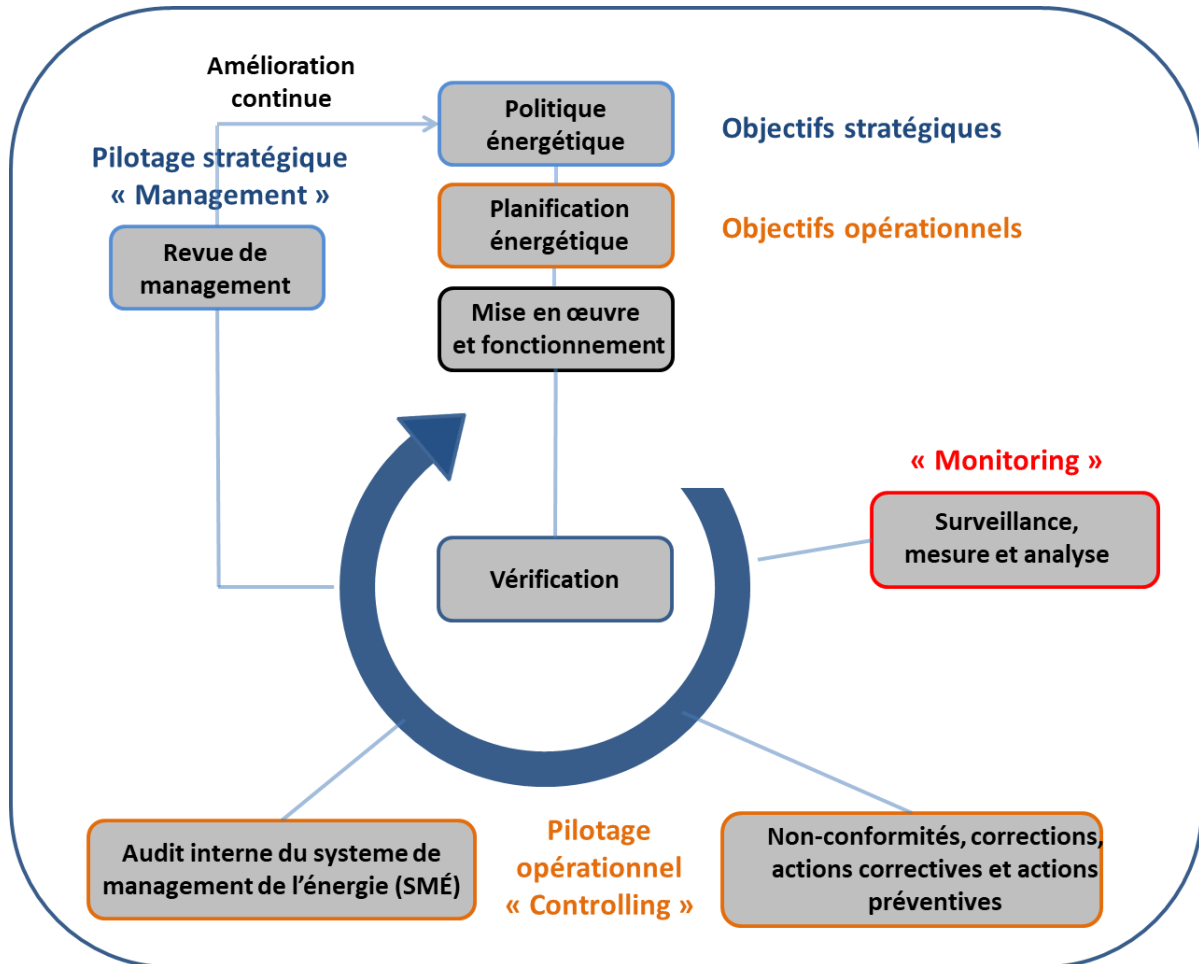 Amélioration
continue
Politique
énergétique
Objectifs stratégiques
Pilotage stratégique
« Management »
Planification
énergétique
Objectifs opérationnels
Revue de
management
Mise en œuvre
et fonctionnement
« Monitoring »
Surveillance,
mesure et analyse
Vérification
Audit interne du systeme de
management de l’énergie (SMÉ)
Pilotage
opérationnel
« Controlling »
Non-conformités, corrections,
actions correctives et actions
préventives